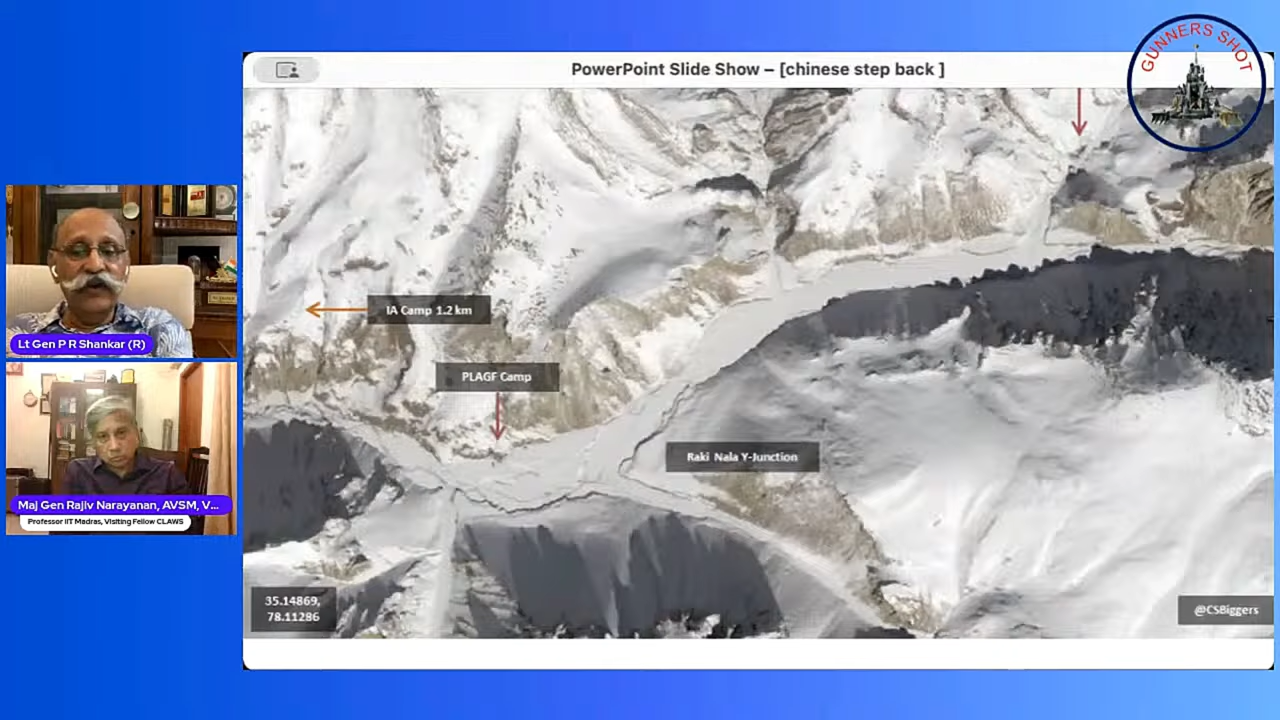 PowerPoint Slide Show – [chinese step back ]
GUNNERS SHOT
IA Camp 1.2 km
PLAGF Camp
Raki Nala Y-Junction
35.14869,
78.11286
@CSBiggers
Lt Gen P R Shankar (R)
Maj Gen Rajiv Narayanan, AVSM, V...
Professor IIT Madras, Visiting Fellow CLAWS